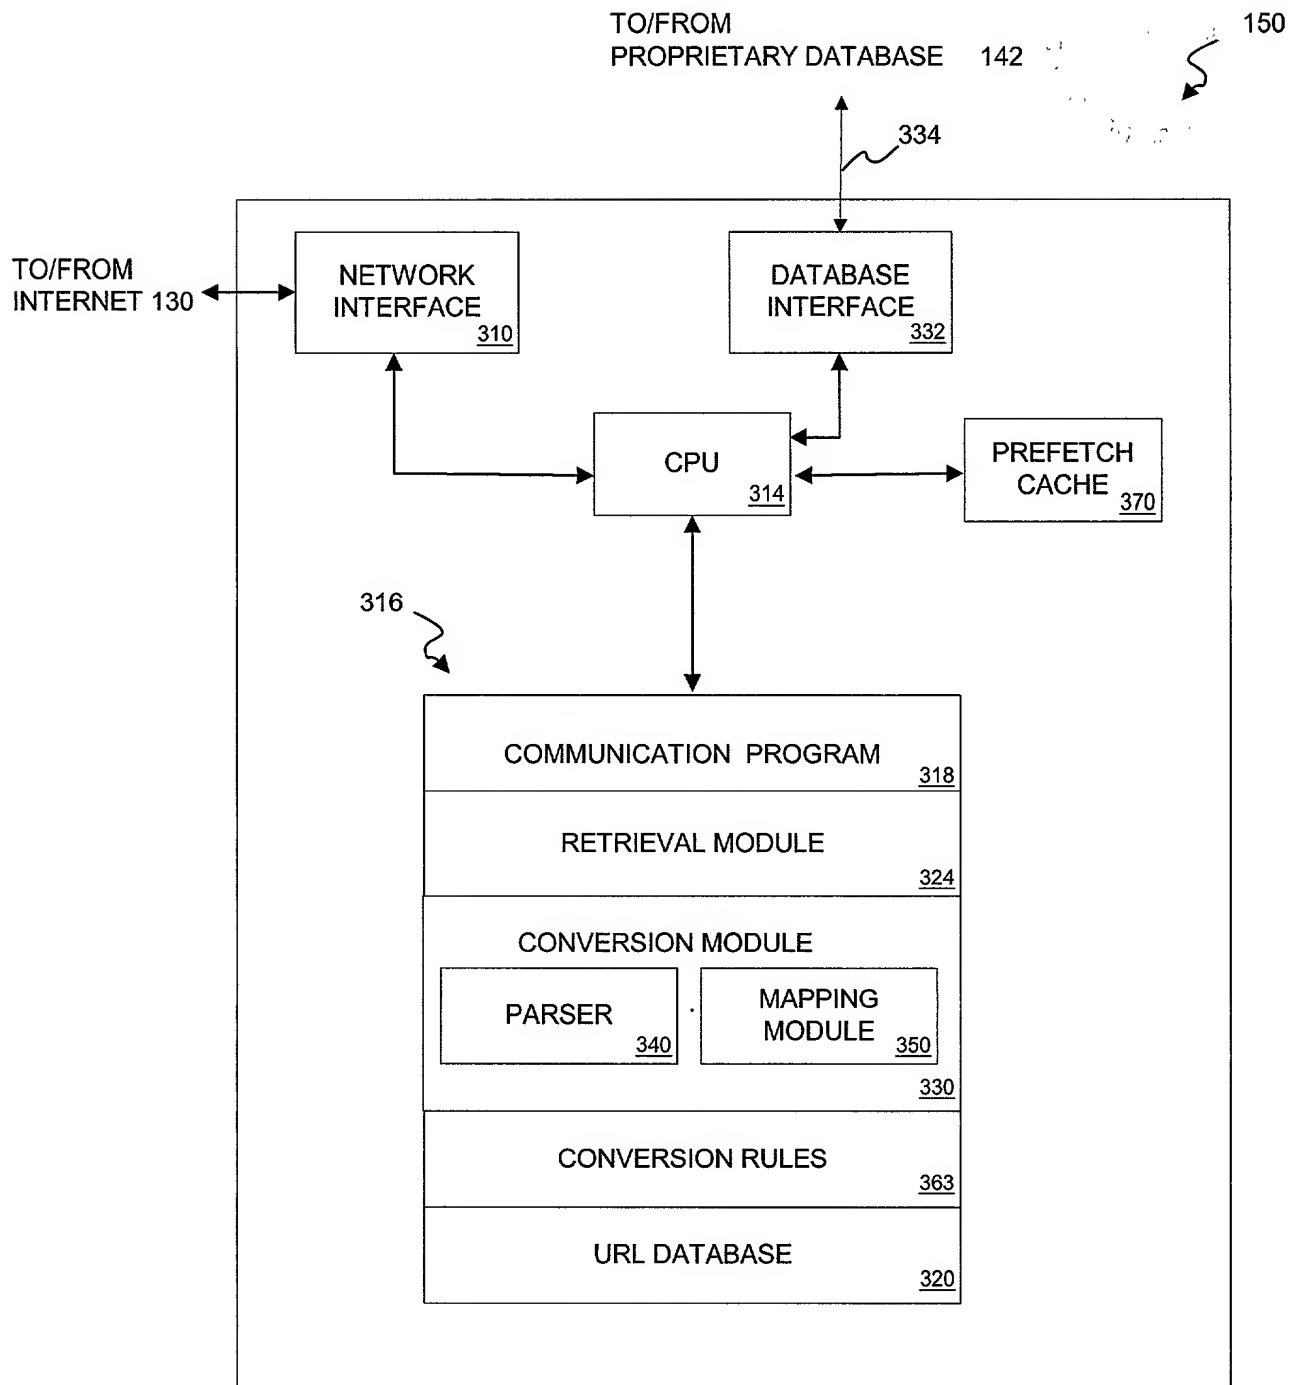 TO/FROM
PROPRIETARY DATABASE 142
150
334
TO/FROM
INTERNET 130
NETWORK
INTERFACE
310
DATABASE
INTERFACE
332
CPU
314
PREFETCH
CACHE
370
316
COMMUNICATION PROGRAM
318
RETRIEVAL MODULE
324
CONVERSION MODULE
PARSER
340
MAPPING
MODULE
350
330
CONVERSION RULES
363
URL DATABASE
320